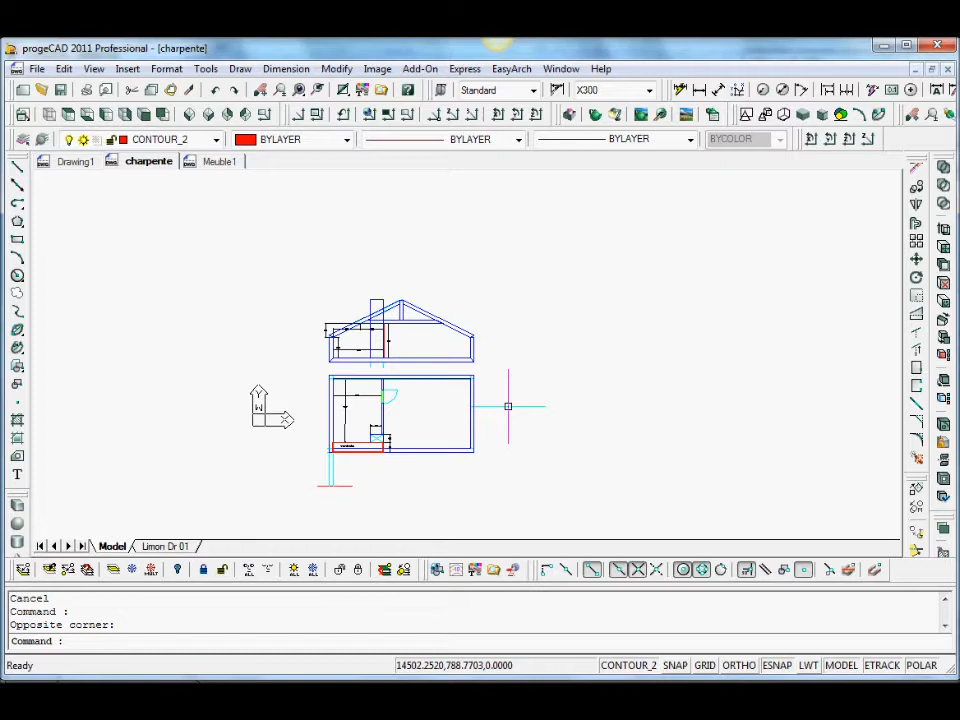 progeCAD 2011 Professional - [charpente]
File Edit View Insert Format Tools Draw Dimension Modify Image Add-On Express EasyArch Window Help
Standard X300
CONTOUR_2 BYLAYER BYLAYER BYLAYER BYCOLOR
Drawing1 charpente Meuble1
Y
W
X
Model Limon Dr 01
Cancel
Command :
Opposite corner:
Command :
Ready 14502.2520,788.7703,0.0000 CONTOUR_2 SNAP GRID ORTHO ESNAP LWT MODEL ETRACK POLAR